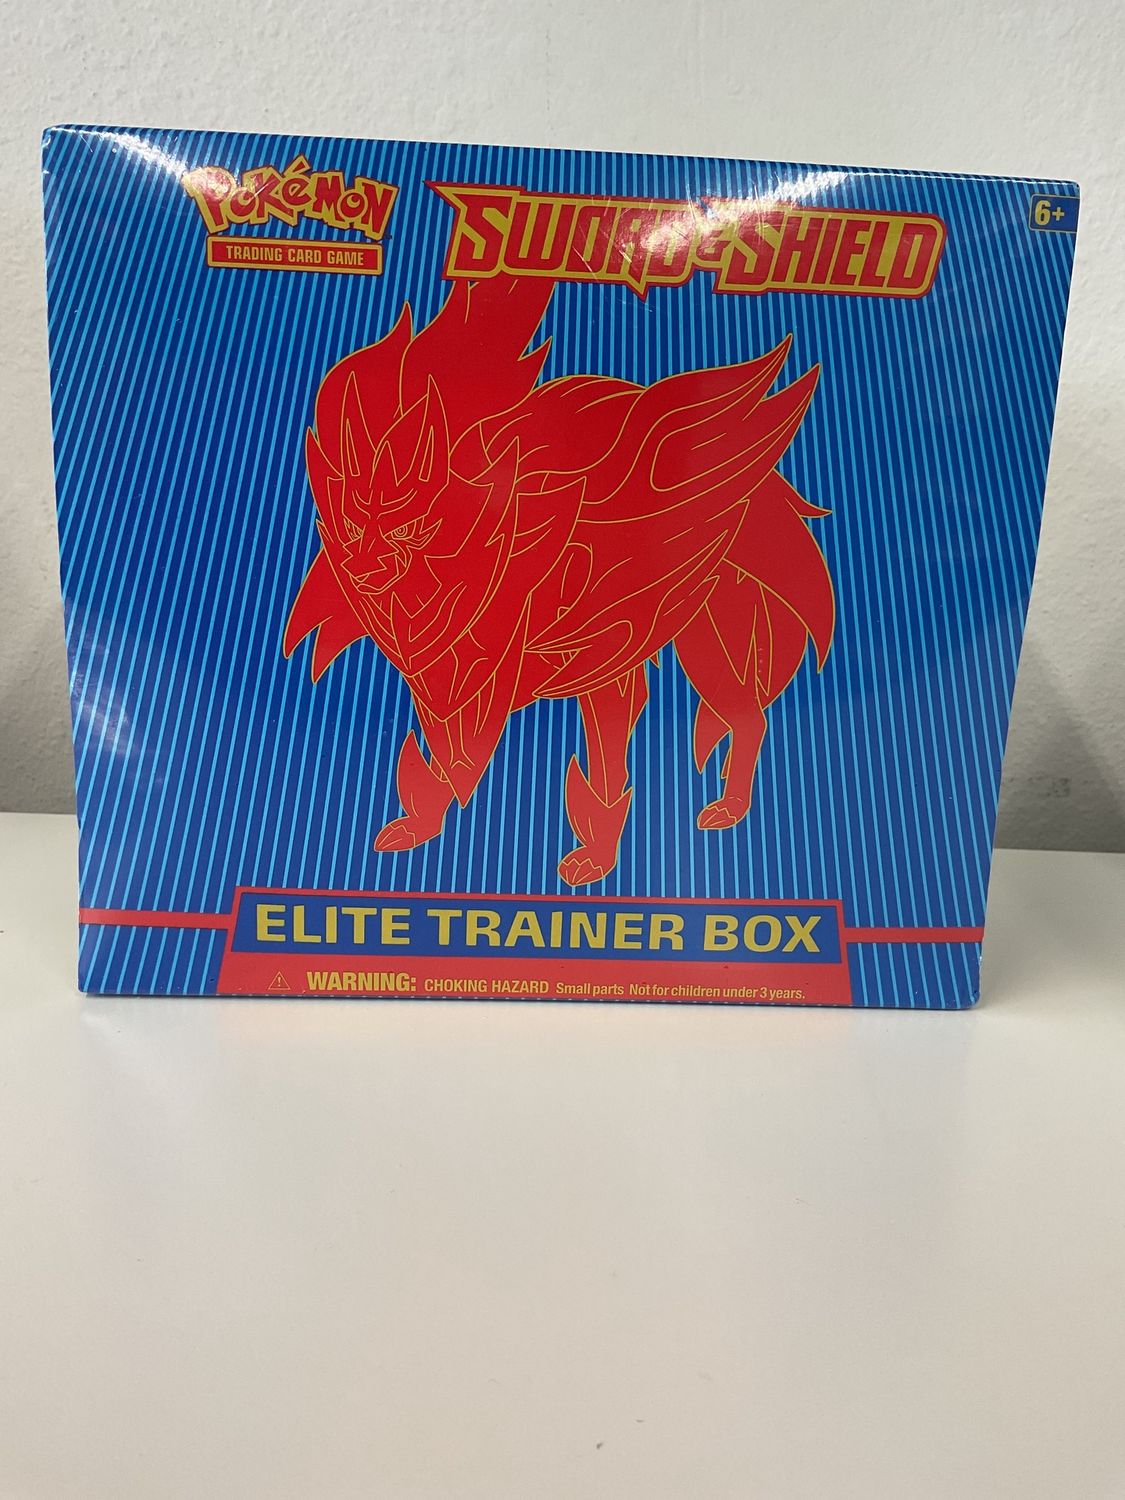 POKéMON
TRADING CARD GAME
SWORD & SHIELD
6+
ELITE TRAINER BOX
⚠ WARNING: CHOKING HAZARD Small parts Not for children under 3 years.